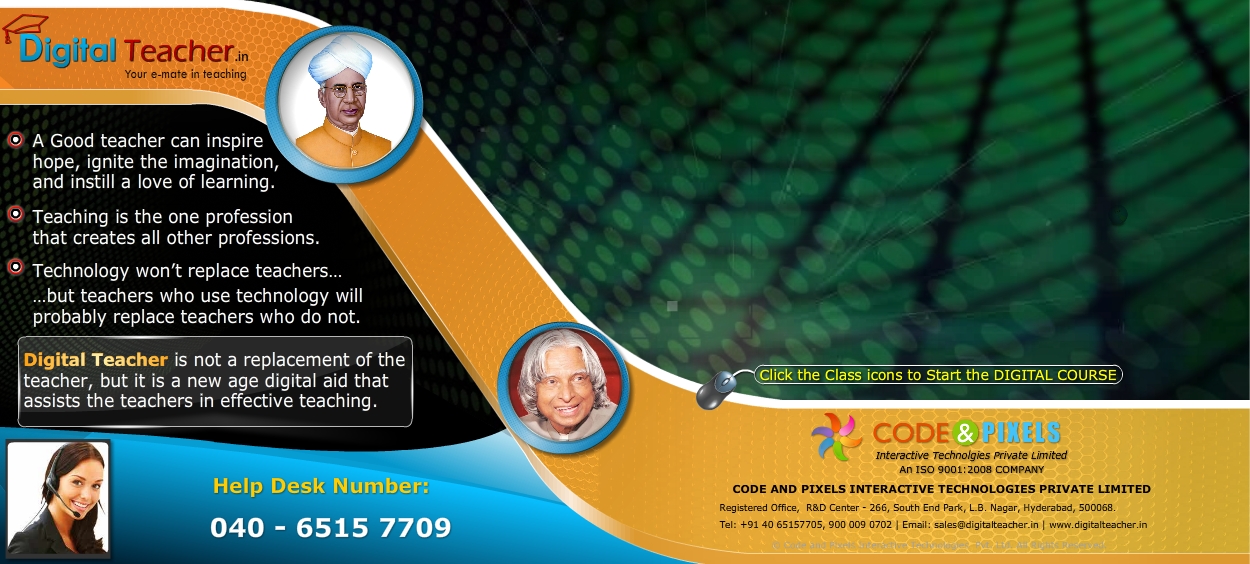 Digital Teacher.in
Your e-mate in teaching
A Good teacher can inspire
hope, ignite the imagination,
and instill a love of learning.
Teaching is the one profession
that creates all other professions.
Technology won’t replace teachers...
...but teachers who use technology will
probably replace teachers who do not.
Digital Teacher is not a replacement of the
teacher, but it is a new age digital aid that
assists the teachers in effective teaching.
Help Desk Number:
040 - 6515 7709
Click the Class icons to Start the DIGITAL COURSE
CODE & PIXELS
Interactive Technolgies Private Limited
An ISO 9001:2008 COMPANY
CODE AND PIXELS INTERACTIVE TECHNOLOGIES PRIVATE LIMITED
Registered Office, R&D Center - 266, South End Park, L.B. Nagar, Hyderabad, 500068.
Tel: +91 40 65157705, 900 009 0702 | Email: sales@digitalteacher.in | www.digitalteacher.in